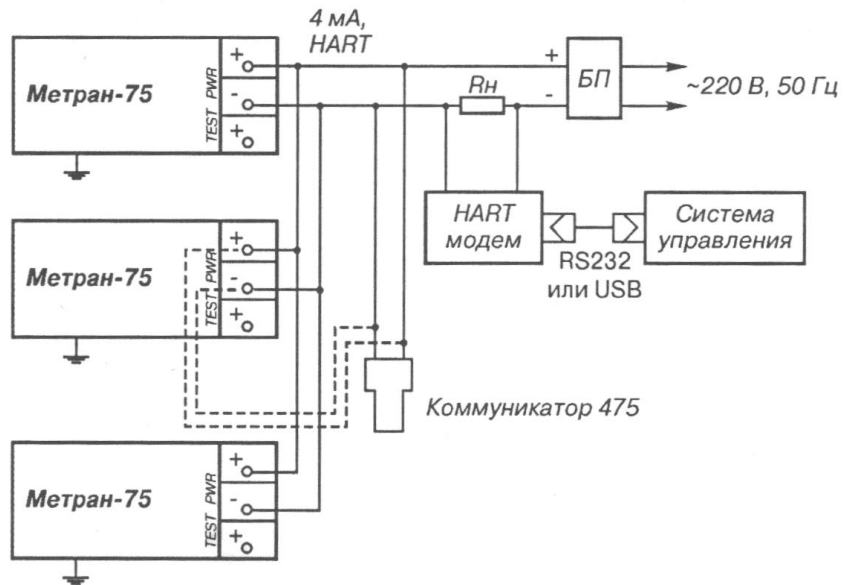 4 мА,
HART
Метран-75
TEST PWR
+
-
+
+
-
Rн
БП
~220 В, 50 Гц
HART
модем
Система
управления
RS232
или USB
Метран-75
TEST PWR
+
-
+
Коммуникатор 475
Метран-75
TEST PWR
+
-
+